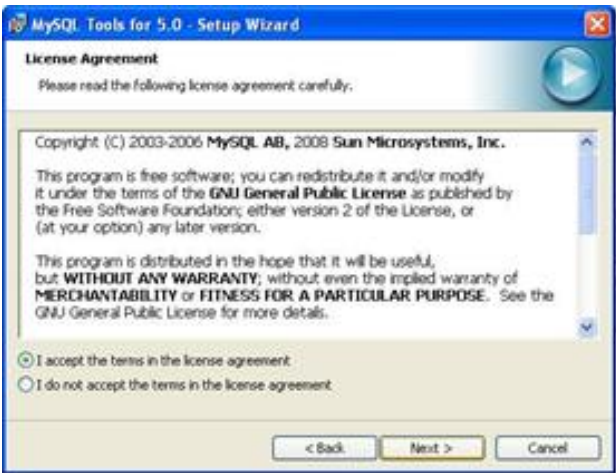 MySQL Tools for 5.0 - Setup Wizard
License Agreement
Please read the following license agreement carefully.
Copyright (C) 2003-2006 MySQL AB, 2008 Sun Microsystems, Inc.
This program is free software; you can redistribute it and/or modify
it under the terms of the GNU General Public License as published by
the Free Software Foundation; either version 2 of the License, or
(at your option) any later version.
This program is distributed in the hope that it will be useful,
but WITHOUT ANY WARRANTY; without even the implied warranty of
MERCHANTABILITY or FITNESS FOR A PARTICULAR PURPOSE. See the
GNU General Public License for more details.
I accept the terms in the license agreement
I do not accept the terms in the license agreement
< Back Next > Cancel